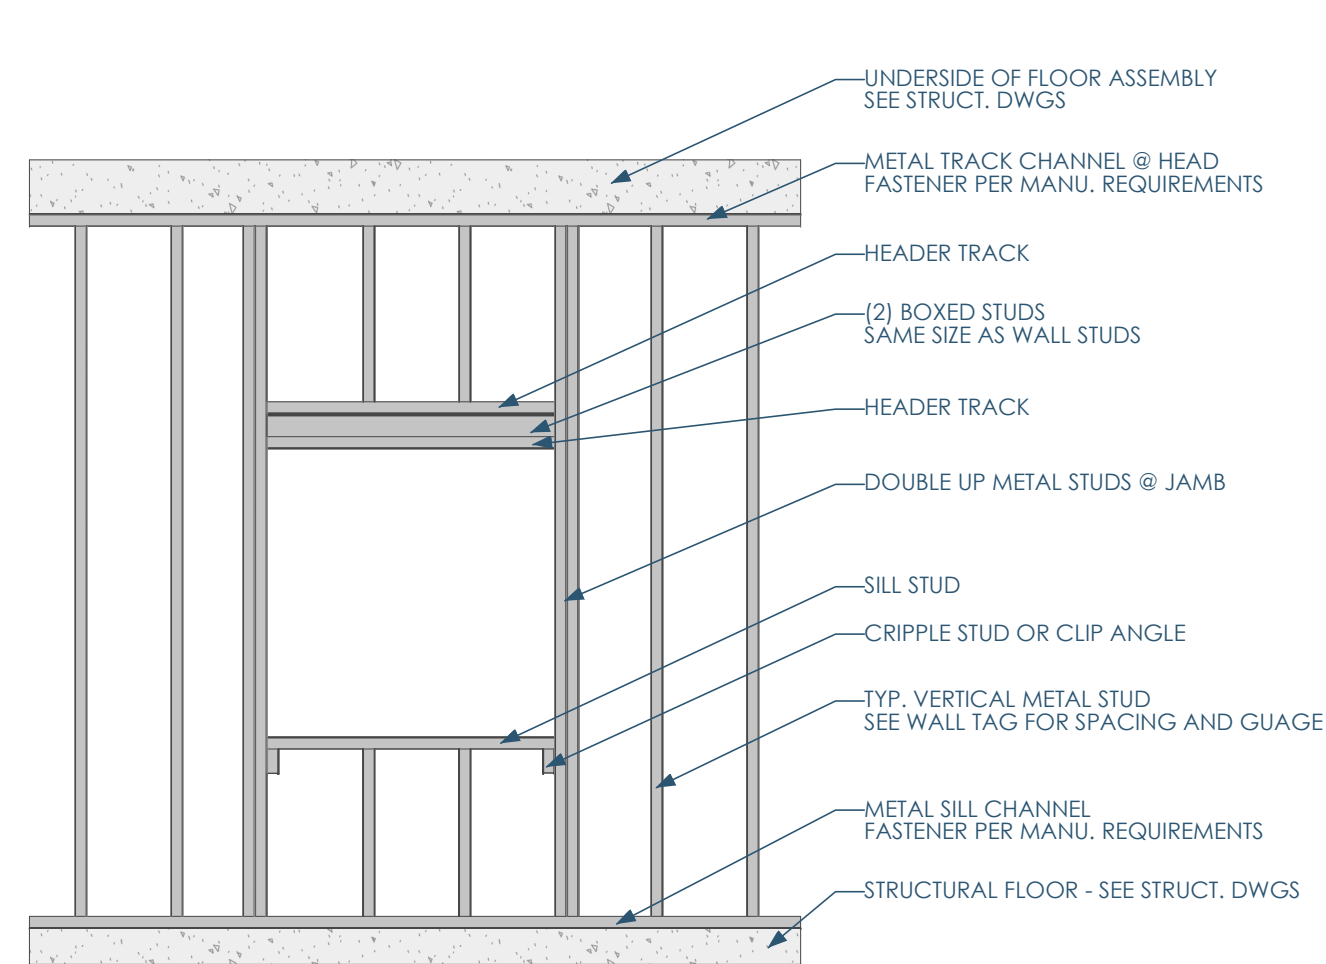 UNDERSIDE OF FLOOR ASSEMBLY
SEE STRUCT. DWGS
METAL TRACK CHANNEL @ HEAD
FASTENER PER MANU. REQUIREMENTS
HEADER TRACK
(2) BOXED STUDS
SAME SIZE AS WALL STUDS
HEADER TRACK
DOUBLE UP METAL STUDS @ JAMB
SILL STUD
CRIPPLE STUD OR CLIP ANGLE
TYP. VERTICAL METAL STUD
SEE WALL TAG FOR SPACING AND GUAGE
METAL SILL CHANNEL
FASTENER PER MANU. REQUIREMENTS
STRUCTURAL FLOOR - SEE STRUCT. DWGS